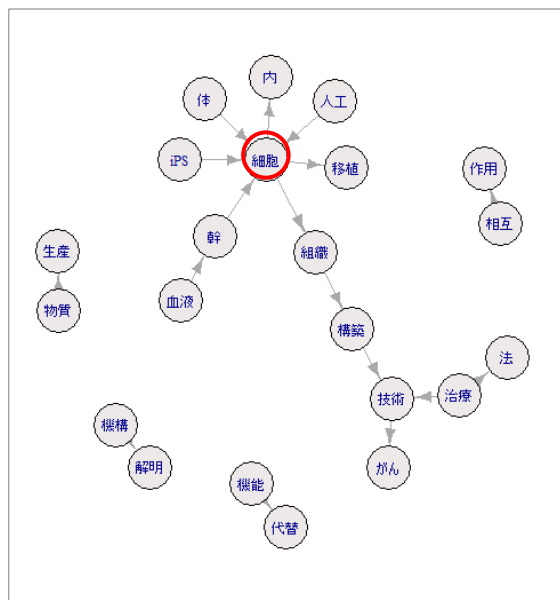 内
体
人工
iPS
細胞
移植
作用
相互
幹
組織
生産
物質
血液
構築
法
技術
治療
機構
解明
がん
機能
代替